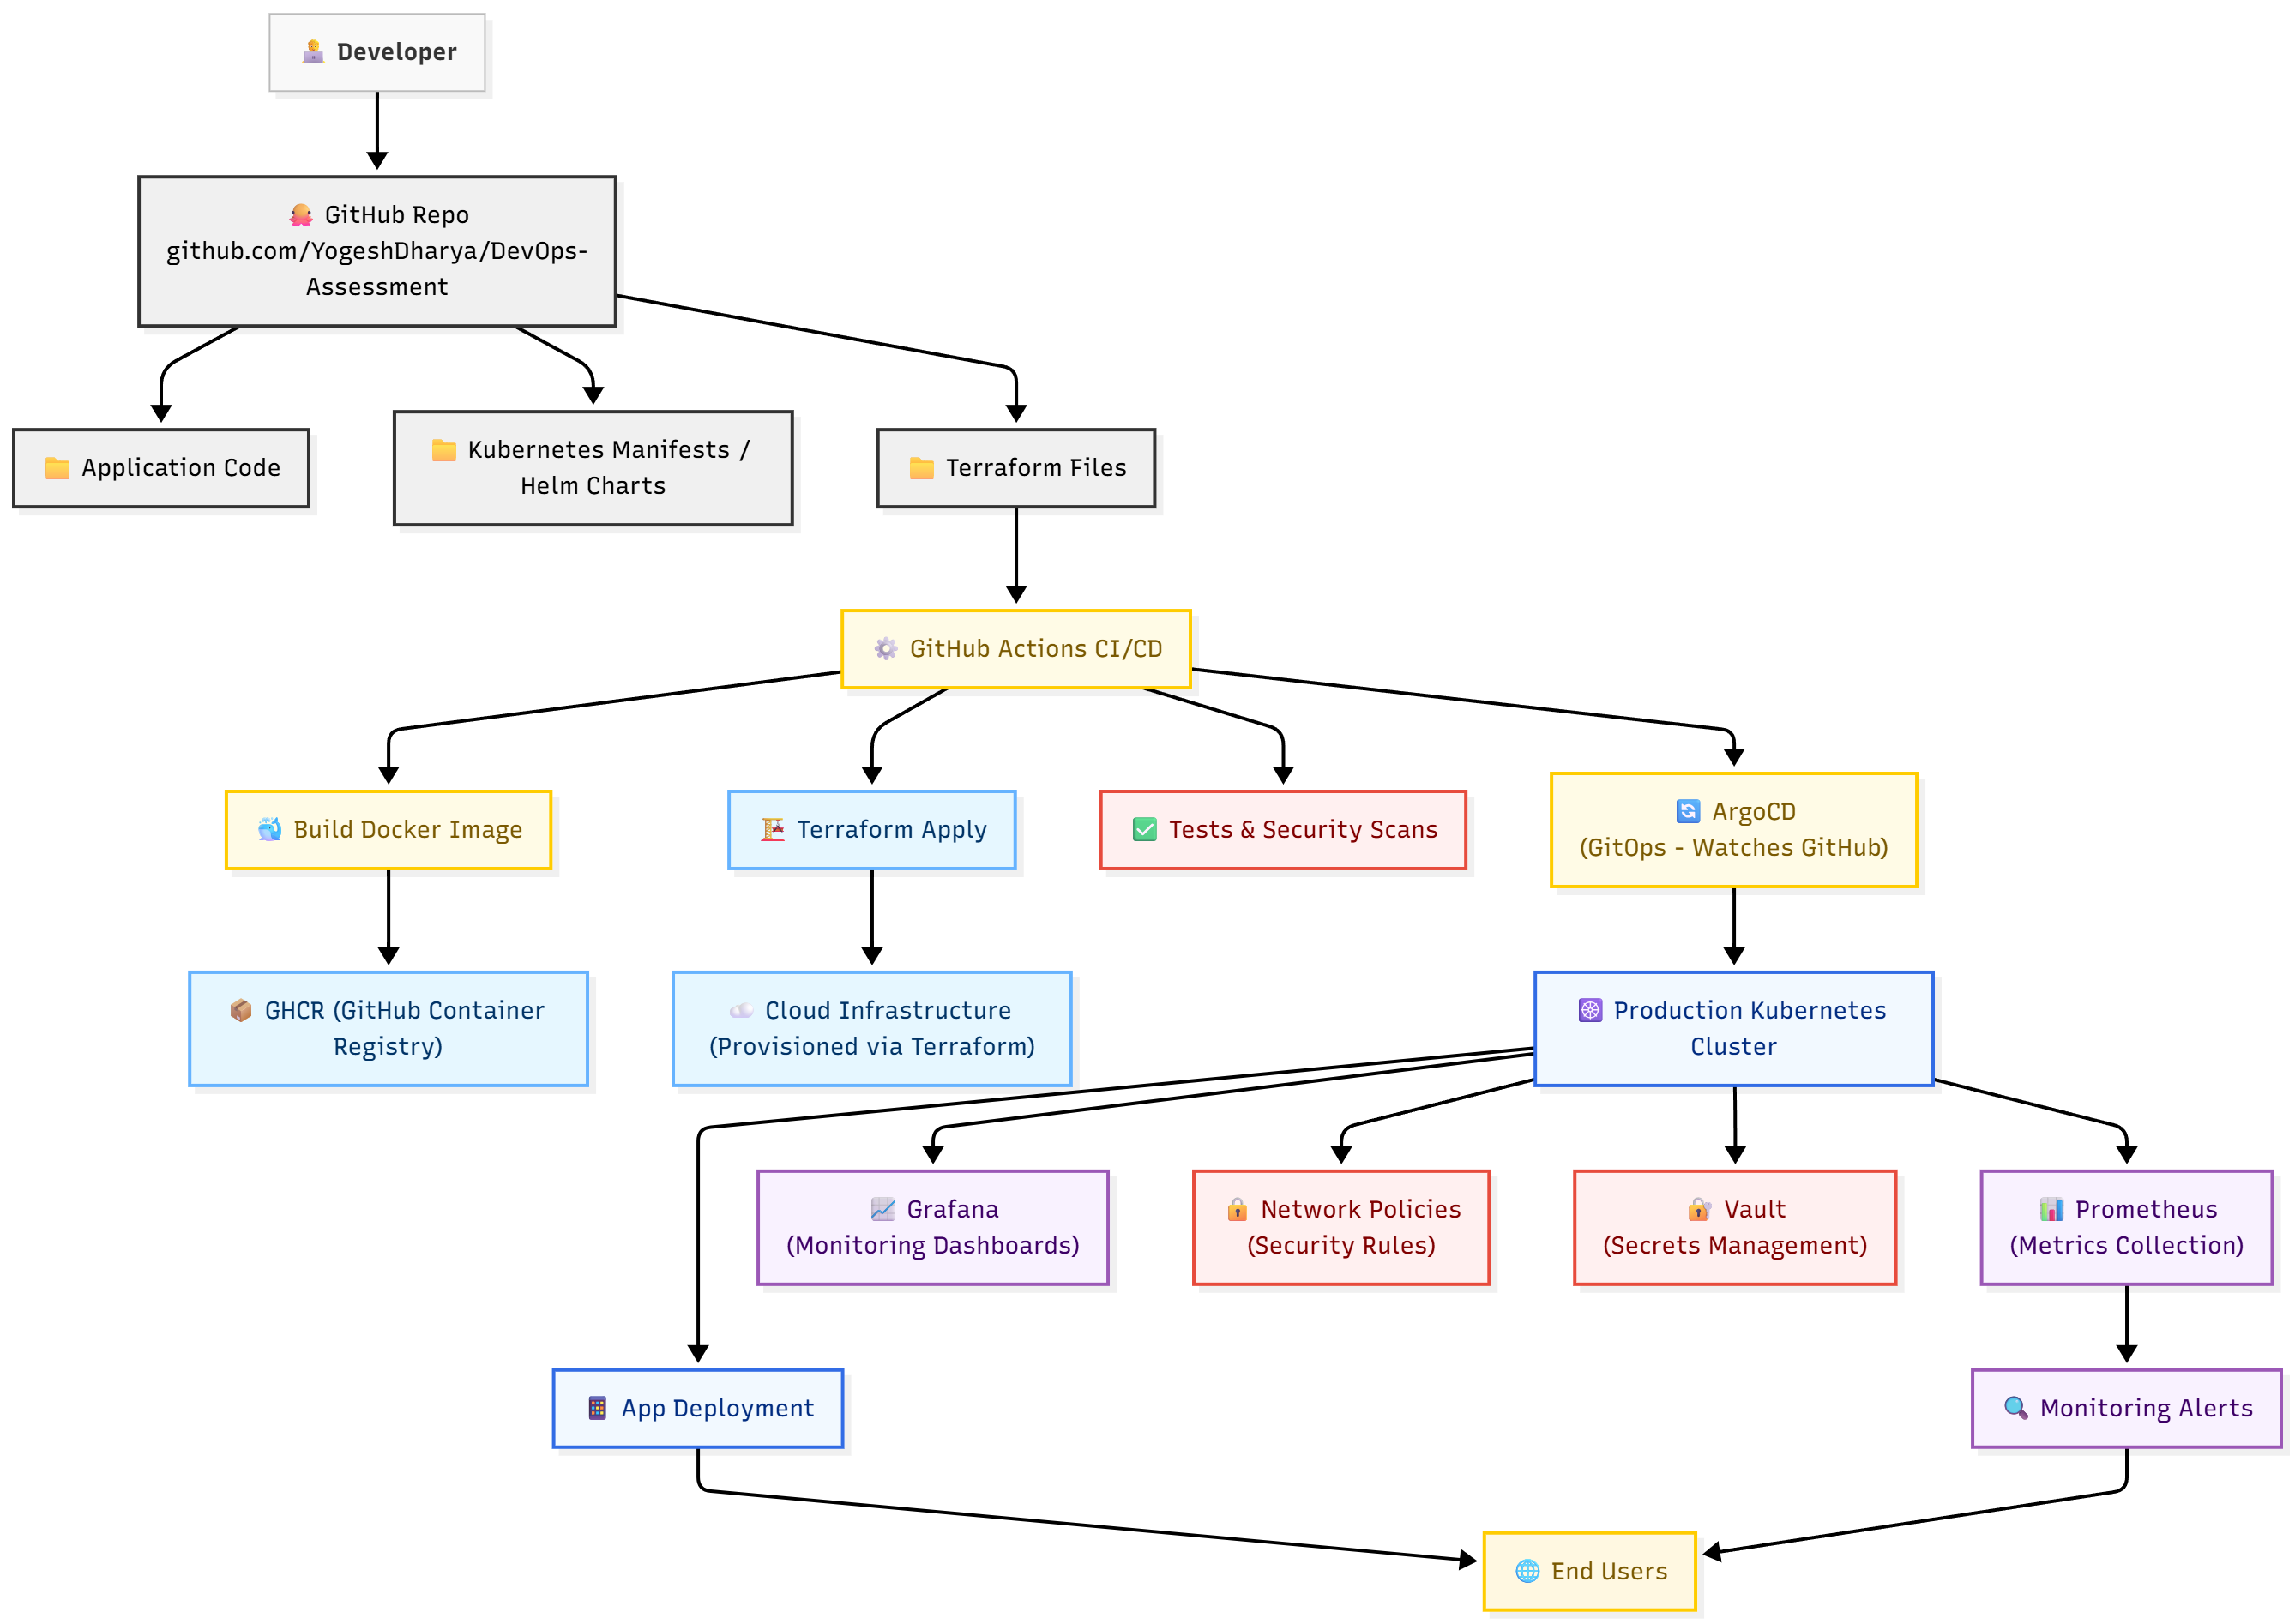 Developer
GitHub Repo
github.com/YogeshDharya/DevOps-
Assessment
Application Code
Kubernetes Manifests /
Helm Charts
Terraform Files
GitHub Actions CI/CD
Build Docker Image
Terraform Apply
Tests & Security Scans
ArgoCD
(GitOps - Watches GitHub)
GHCR (GitHub Container
Registry)
Cloud Infrastructure
(Provisioned via Terraform)
Production Kubernetes
Cluster
Grafana
(Monitoring Dashboards)
Network Policies
(Security Rules)
Vault
(Secrets Management)
Prometheus
(Metrics Collection)
App Deployment
Monitoring Alerts
End Users